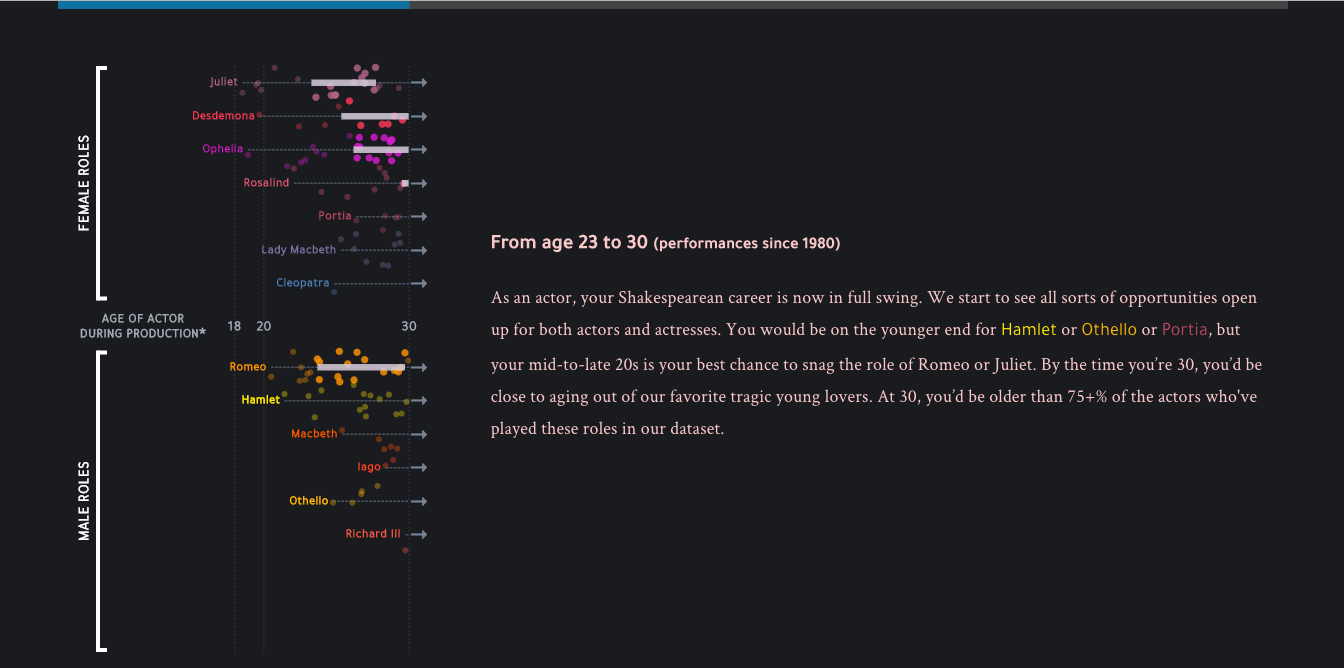 FEMALE ROLES
Juliet
Desdemona
Ophelia
Rosalind
Portia
Lady Macbeth
Cleopatra
AGE OF ACTOR
DURING PRODUCTION*
18 20 30
MALE ROLES
Romeo
Hamlet
Macbeth
Iago
Othello
Richard III
From age 23 to 30 (performances since 1980)
As an actor, your Shakespearean career is now in full swing. We start to see all sorts of opportunities open
up for both actors and actresses. You would be on the younger end for Hamlet or Othello or Portia, but
your mid-to-late 20s is your best chance to snag the role of Romeo or Juliet. By the time you’re 30, you’d be
close to aging out of our favorite tragic young lovers. At 30, you’d be older than 75+% of the actors who've
played these roles in our dataset.